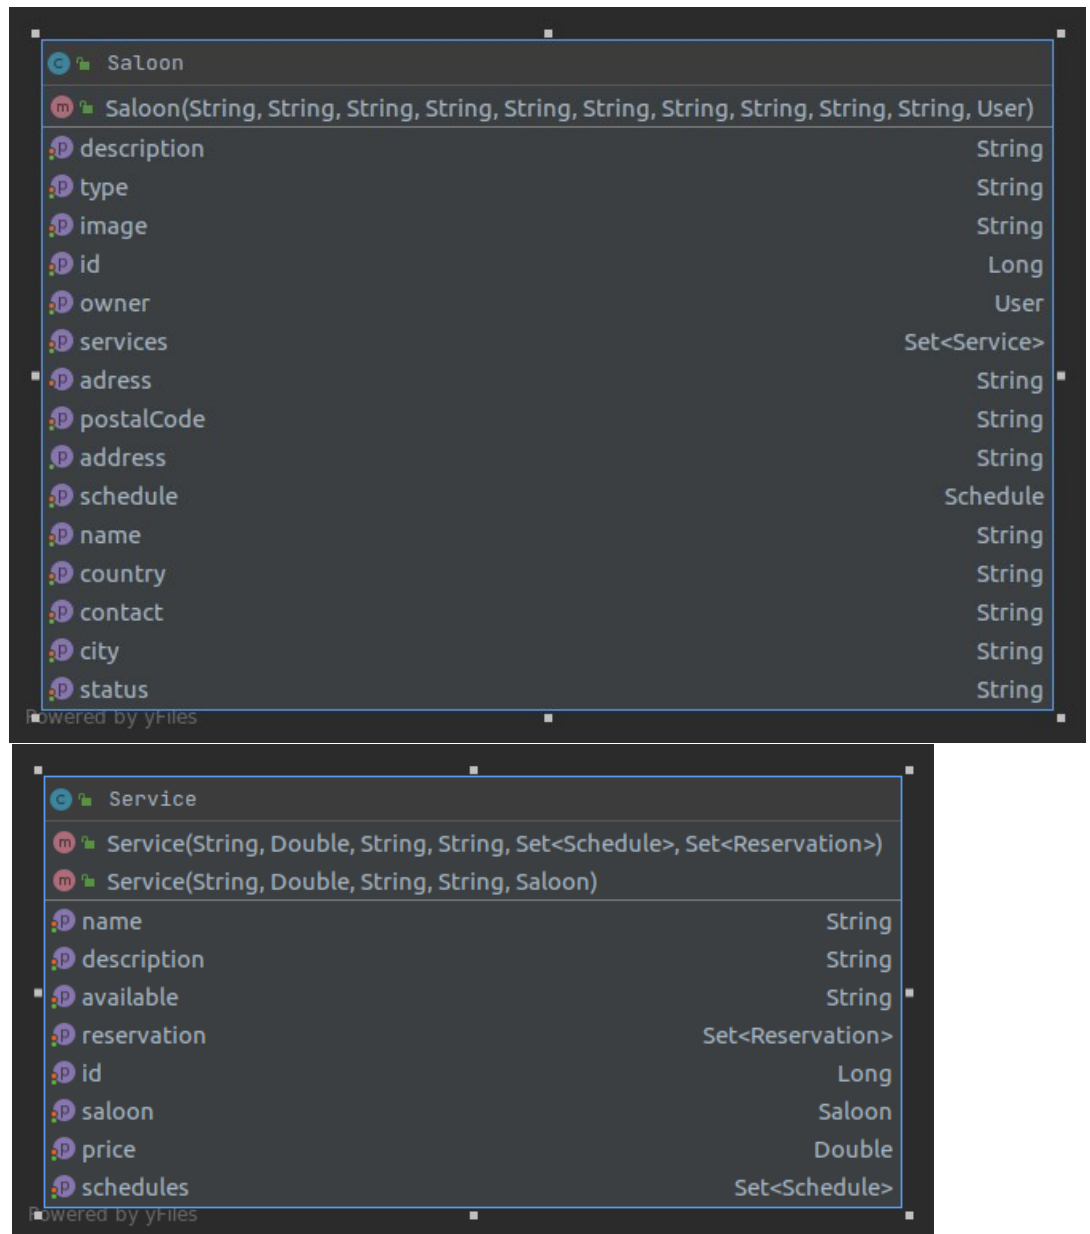 Saloon
Saloon(String, String, String, String, String, String, String, String, String, String, User)
description String
type String
image String
id Long
owner User
services Set<Service>
adress String
postalCode String
address String
schedule Schedule
name String
country String
contact String
city String
status String
Powered by yFiles
Service
Service(String, Double, String, String, Set<Schedule>, Set<Reservation>)
Service(String, Double, String, String, Saloon)
name String
description String
available String
reservation Set<Reservation>
id Long
saloon Saloon
price Double
schedules Set<Schedule>
Powered by yFiles